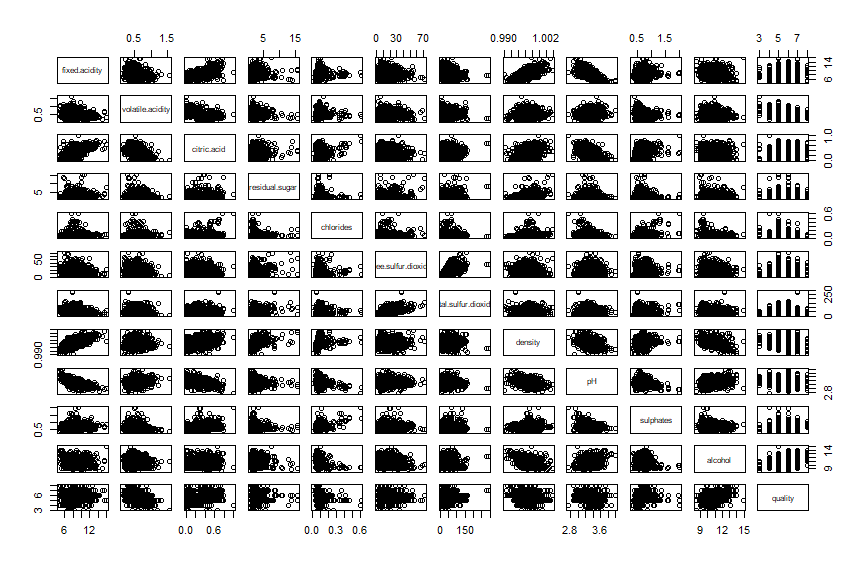 0.5 1.5 5 15 0 30 70 0.990 1.002 0.5 1.5 3 5 7
fixed.acidity 6 14
0.5 volatile.acidity
citric.acid 0.0 1.0
5 residual.sugar
chlorides 0.0 0.6
0 50 ee.sulfur.dioxid
tal.sulfur.dioxid 0 250
0.990 density
pH 2.8
0.5 sulphates
alcohol 9 14
3 6 quality
6 12 0.0 0.6 0.0 0.3 0.6 0 150 2.8 3.6 9 12 15